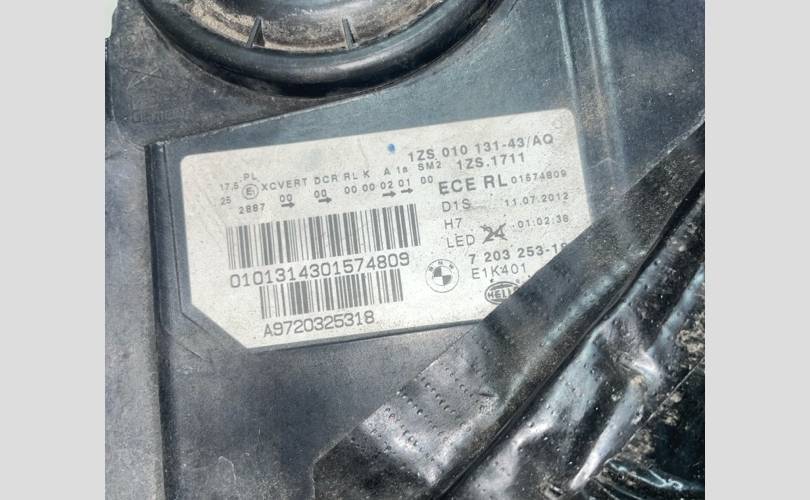 1ZS 010 131-43/AQ
17.5 PL XCVERT DCR RL K A 1a SM2 1ZS.1711
25 E1 00 00 00 00 02 01 00 ECE RL 01574809
2887 → → → →
D1S 11.07.2012
H7 01:02:38
LED 24
0101314301574809
BMW 7 203 253-
E1K401
A9720325318
HELLA